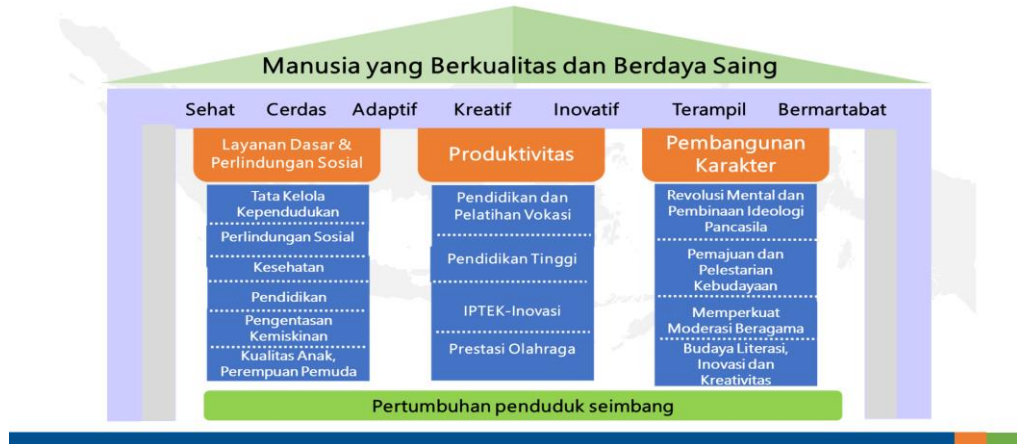 Manusia yang Berkualitas dan Berdaya Saing
Sehat Cerdas Adaptif Kreatif Inovatif Terampil Bermartabat
Layanan Dasar &
Perlindungan Sosial
Tata Kelola
Kependudukan
Perlindungan Sosial
Kesehatan
Pendidikan
Pengentasan
Kemiskinan
Kualitas Anak,
Perempuan Pemuda
Produktivitas
Pendidikan dan
Pelatihan Vokasi
Pendidikan Tinggi
IPTEK-Inovasi
Prestasi Olahraga
Pembangunan
Karakter
Revolusi Mental dan
Pembinaan Ideologi
Pancasila
Pemajuan dan
Pelestarian
Kebudayaan
Memperkuat
Moderasi Beragama
Budaya Literasi,
Inovasi dan
Kreativitas
Pertumbuhan penduduk seimbang